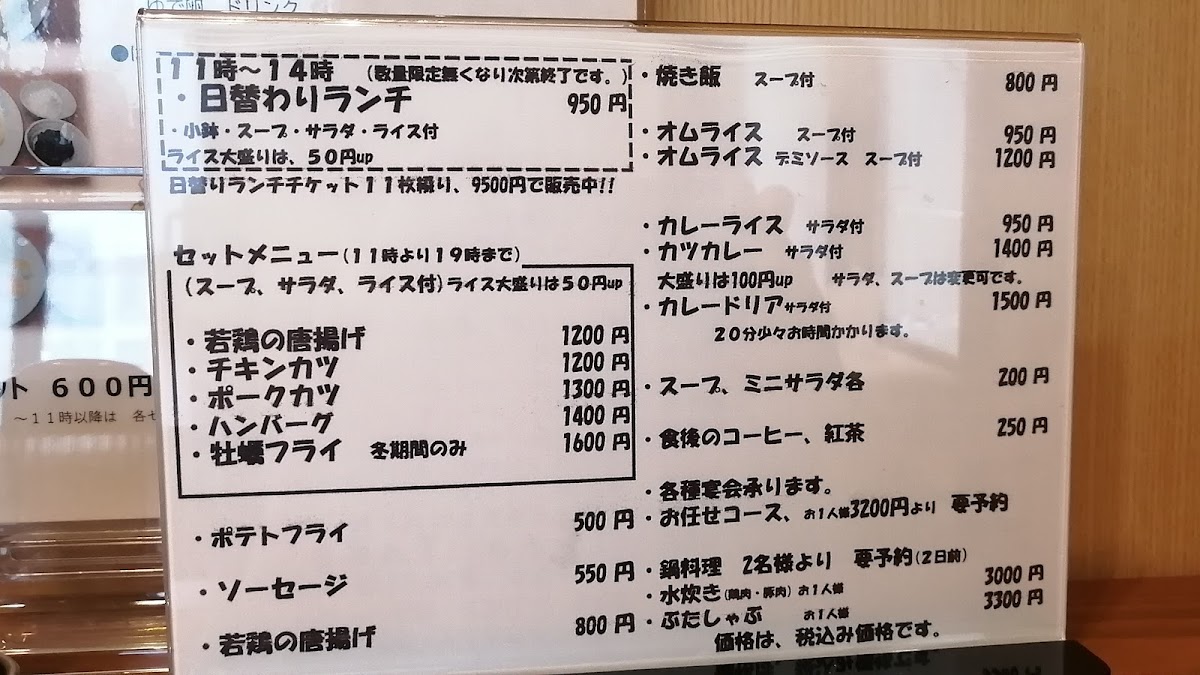 ゆで卵　ドリンク
11時～14時　（数量限定無くなり次第終了です。）
・日替わりランチ　950円
・小鉢・スープ・サラダ・ライス付
ライス大盛りは、50円up
日替りランチチケット11枚綴り、9500円で販売中!!
セットメニュー（11時より19時まで）
（スープ、サラダ、ライス付）ライス大盛りは50円up
・若鶏の唐揚げ　1200円
・チキンカツ　1200円
・ポークカツ　1300円
・ハンバーグ　1400円
・牡蠣フライ　冬期間のみ　1600円
・ポテトフライ　500円
・ソーセージ　550円
・若鶏の唐揚げ　800円
・焼き飯　スープ付　800円
・オムライス　スープ付　950円
・オムライス　デミソース　スープ付　1200円
・カレーライス　サラダ付　950円
・カツカレー　サラダ付　1400円
大盛りは100円up　サラダ、スープは変更可です。
・カレードリア サラダ付　1500円
20分少々お時間かかります。
・スープ、ミニサラダ各　200円
・食後のコーヒー、紅茶　250円
・各種宴会承ります。
・お任せコース、お1人様3200円より　要予約
・鍋料理　2名様より　要予約（2日前）
・水炊き（鶏肉・豚肉）お1人様　3000円
・ぶたしゃぶ　お1人様　3300円
価格は、税込み価格です。
ット　600円
～11時以降は　各セ